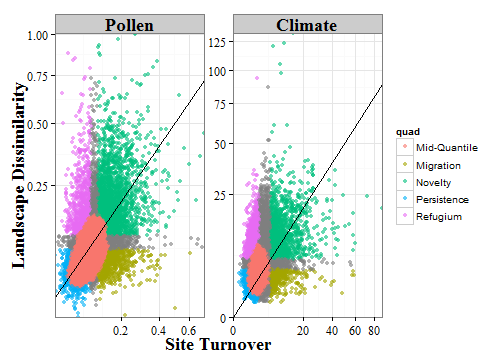 Pollen
Climate
Landscape Dissimilarity
1.00
0.75
0.50
0.25
125
100
75
50
25
0
0.2 0.4 0.6
0 20 40 60 80
Site Turnover
quad
Mid-Quantile
Migration
Novelty
Persistence
Refugium